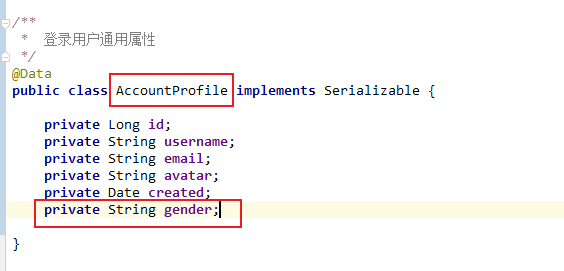 /**
 * 登录用户通用属性
 */
@Data
public class AccountProfile implements Serializable {
private Long id;
private String username;
private String email;
private String avatar;
private Date created;
private String gender;
}